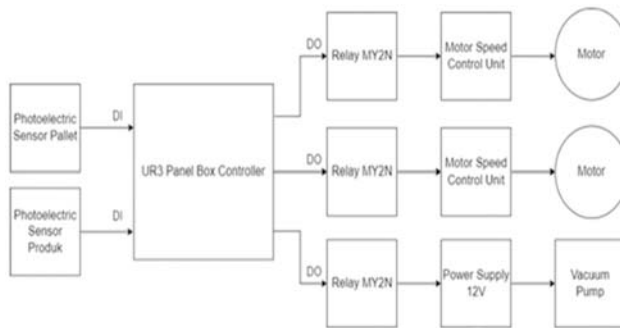 DO
Relay MY2N
Motor Speed
Control Unit
Motor
Photoelectric
Sensor Pallet
DI
UR3 Panel Box Controller
DO
Relay MY2N
Motor Speed
Control Unit
Motor
Photoelectric
Sensor
Produk
DI
DO
Relay MY2N
Power Supply
12V
Vacuum
Pump